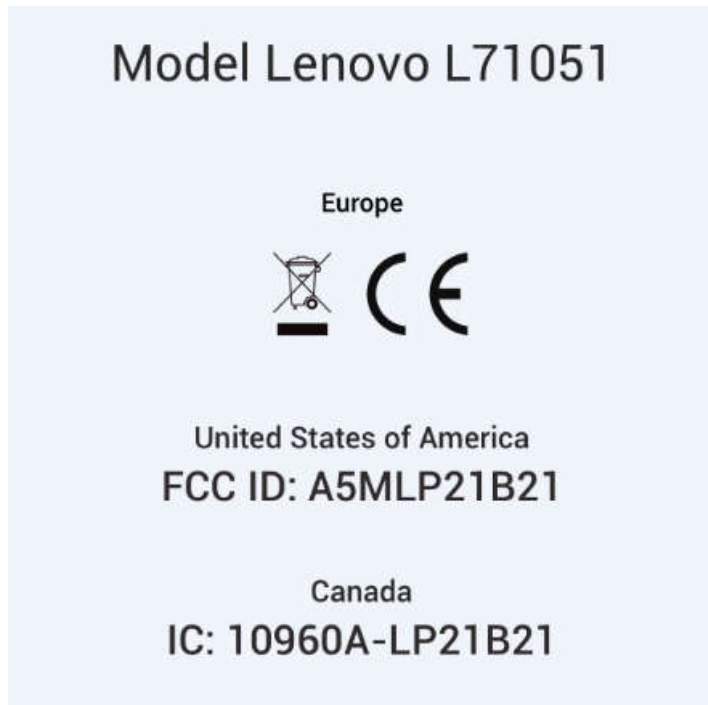 Model Lenovo L71051
Europe
CE
United States of America
FCC ID: A5MLP21B21
Canada
IC: 10960A-LP21B21